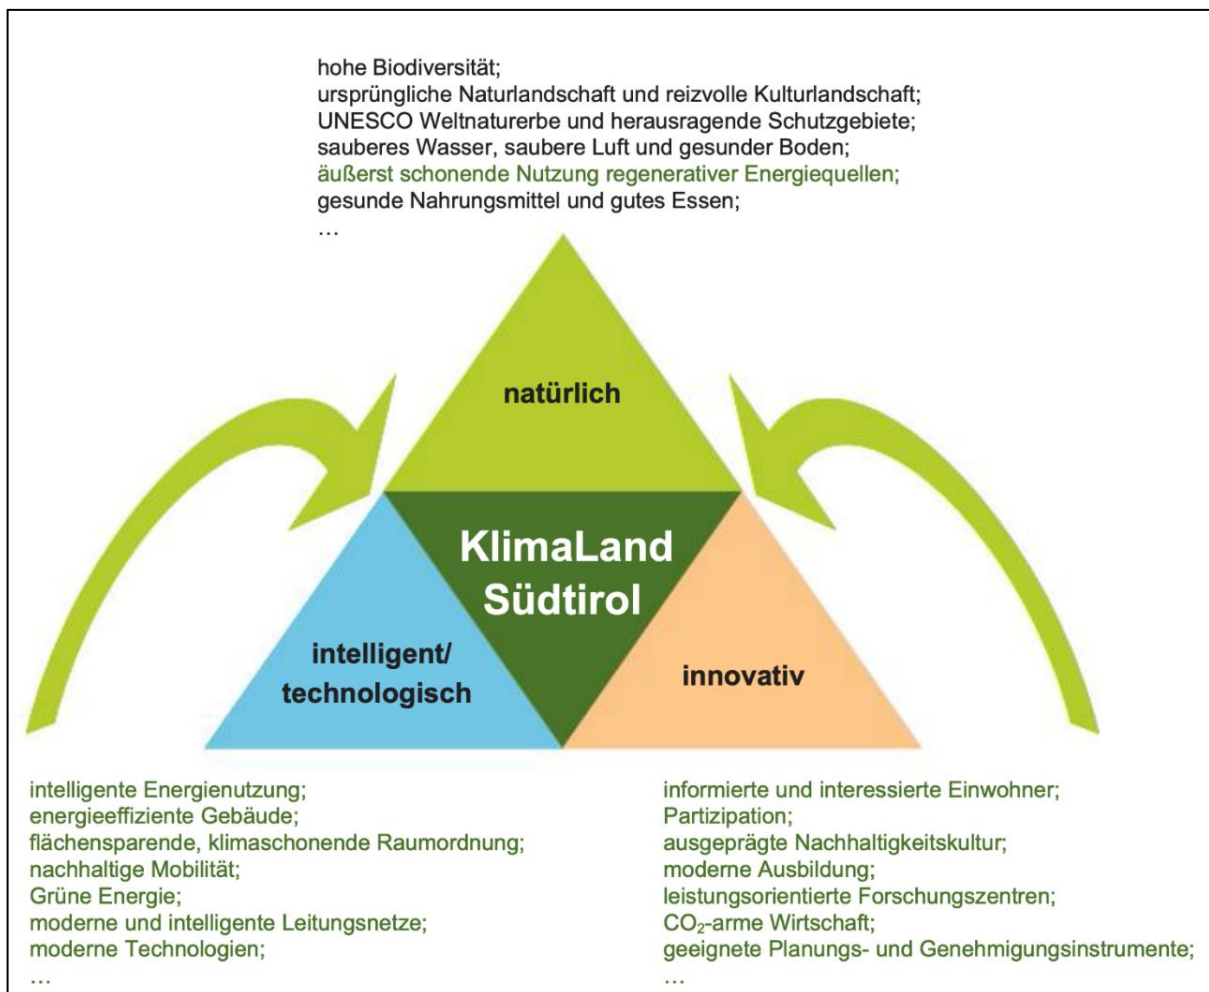 hohe Biodiversität;
ursprüngliche Naturlandschaft und reizvolle Kulturlandschaft;
UNESCO Weltnaturerbe und herausragende Schutzgebiete;
sauberes Wasser, saubere Luft und gesunder Boden;
äußerst schonende Nutzung regenerativer Energiequellen;
gesunde Nahrungsmittel und gutes Essen;
…
natürlich
KlimaLand
Südtirol
intelligent/
technologisch
innovativ
intelligente Energienutzung;
energieeffiziente Gebäude;
flächensparende, klimaschonende Raumordnung;
nachhaltige Mobilität;
Grüne Energie;
moderne und intelligente Leitungsnetze;
moderne Technologien;
…
informierte und interessierte Einwohner;
Partizipation;
ausgeprägte Nachhaltigkeitskultur;
moderne Ausbildung;
leistungsorientierte Forschungszentren;
CO₂-arme Wirtschaft;
geeignete Planungs- und Genehmigungsinstrumente;
…